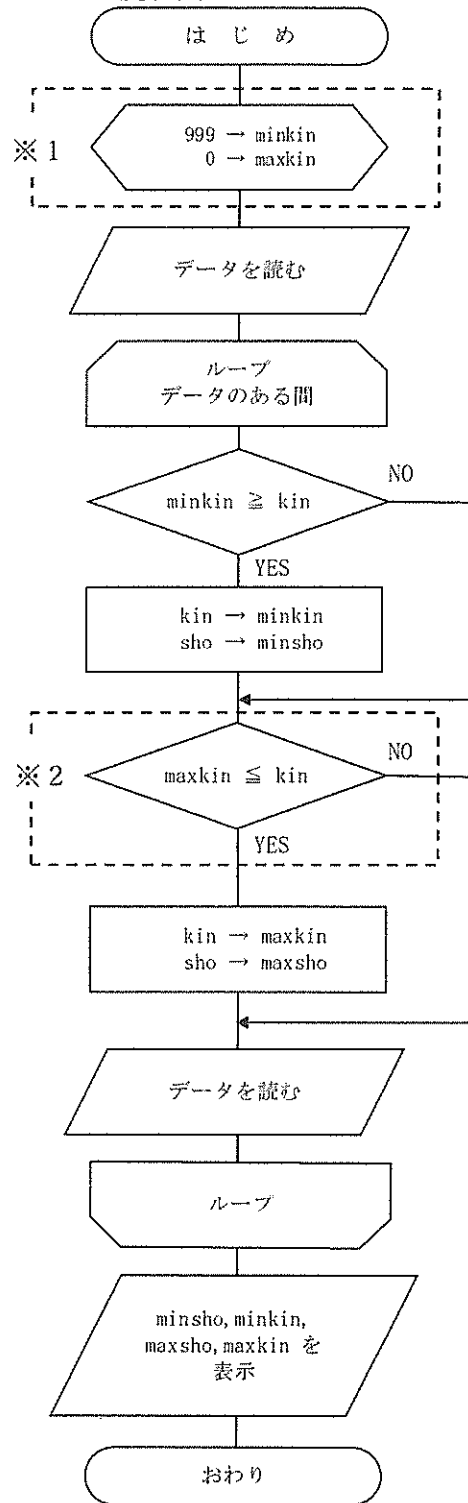 は じ め
※1
999 → minkin
0 → maxkin
データを読む
ループ
データのある間
minkin ≧ kin
NO
YES
kin → minkin
sho → minsho
※2
maxkin ≦ kin
NO
YES
kin → maxkin
sho → maxsho
データを読む
ループ
minsho,minkin,
maxsho,maxkin を
表示
おわり